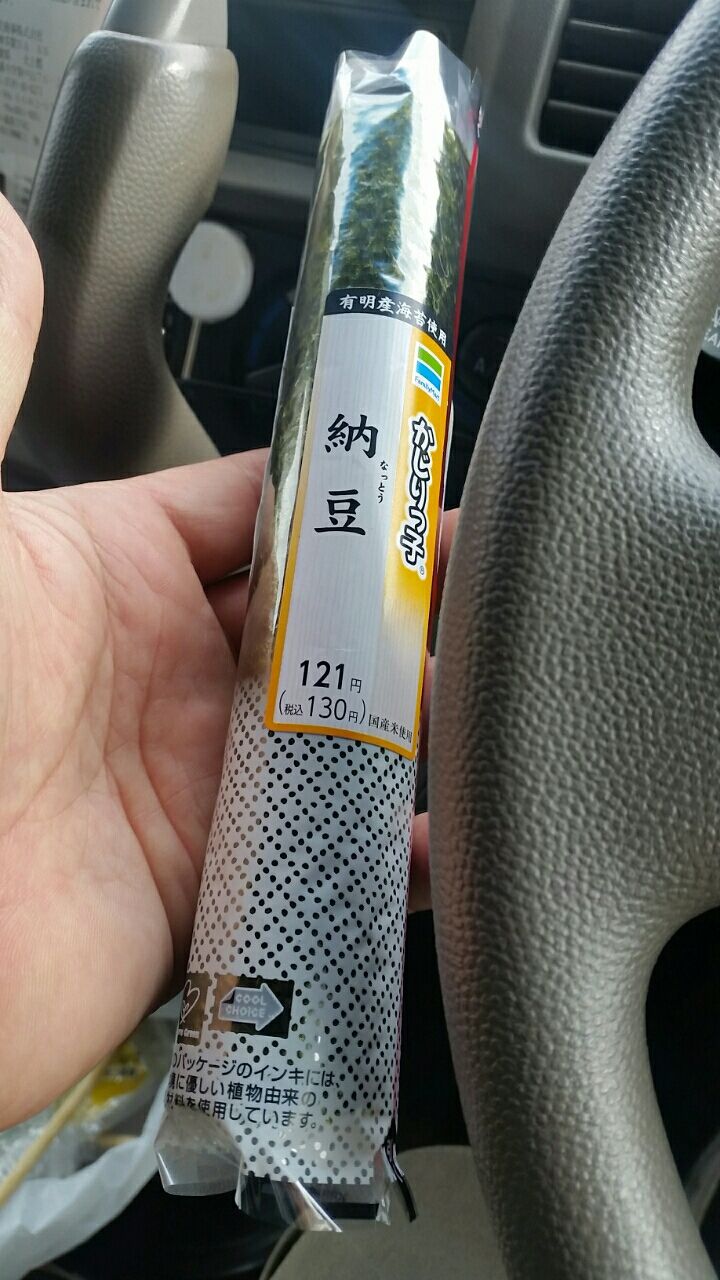 有明産海苔使用
FamilyMart
かじりっ子®
納豆
なっとう
121円
(税込130円)
国産米使用
COOL
CHOICE
パッケージのインキには、
に優しい植物由来の
を使用しています。